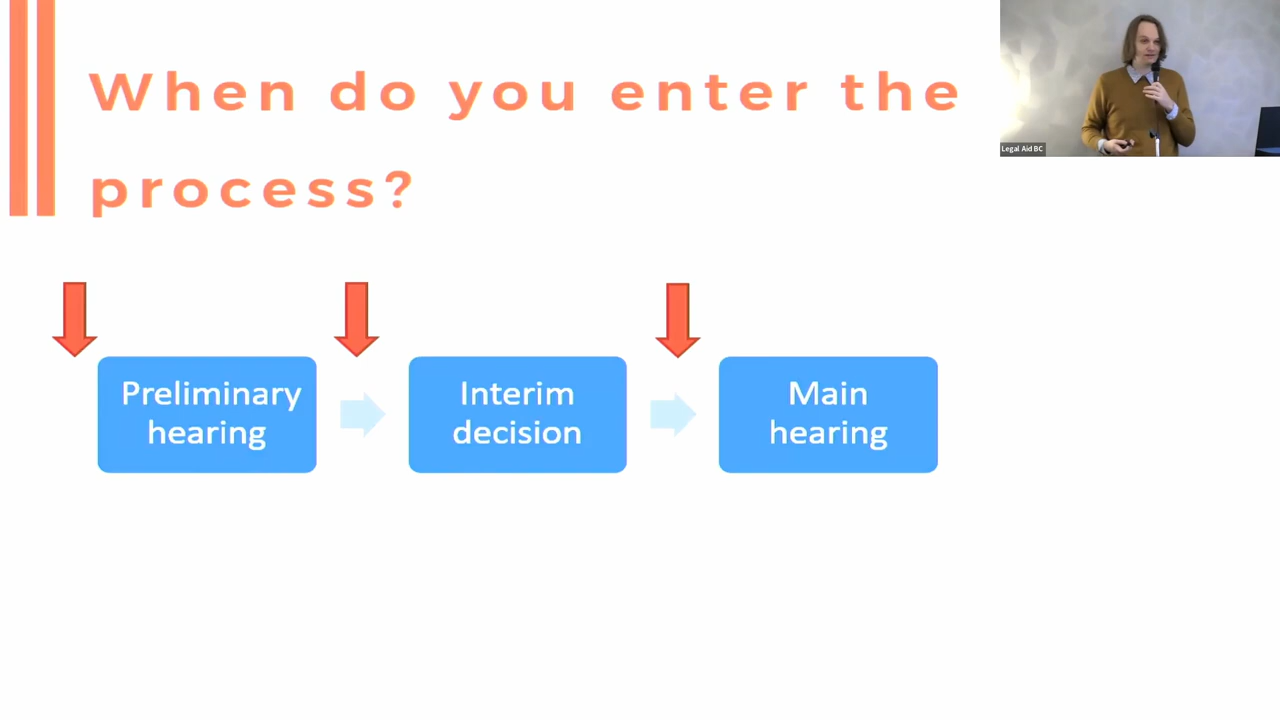 When do you enter the
process?
Legal Aid BC
Preliminary
hearing
Interim
decision
Main
hearing